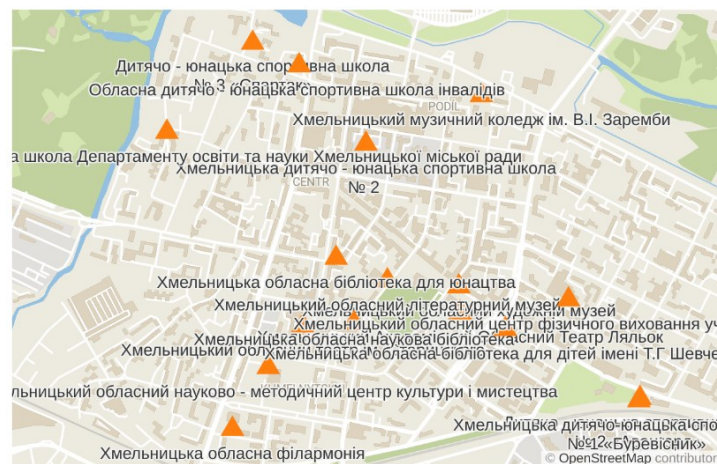 Дитячо - юнацька спортивна школа
№ 3 «Спартак»
Обласна дитячо - юнацька спортивна школа інвалідів
PODIL
Хмельницький музичний коледж ім. В.І. Заремби
а школа Департаменту освіти та науки Хмельницької міської ради
Хмельницька дитячо - юнацька спортивна школа
№ 2
CENTR
Хмельницька обласна бібліотека для юнацтва
Хмельницький обласний літературний музей
Хмельницький обласний художній музей
Хмельницький обласний центр фізичного виховання уч
Хмельницька обласна наукова бібліотека
Театр Ляльок
Хмельницька обласна бібліотека для дітей імені Т.Г Шевче
Хмельницький
льницький обласний науково - методичний центр культури і мистецтва
Хмельницька дитячо-юнацька спо
№ 1 «Буревісник»
Хмельницька обласна філармонія
© OpenStreetMap contributor